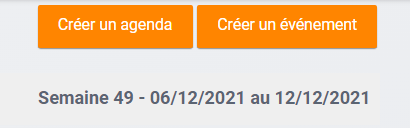 Créer un agenda Créer un événement
Semaine 49 - 06/12/2021 au 12/12/2021